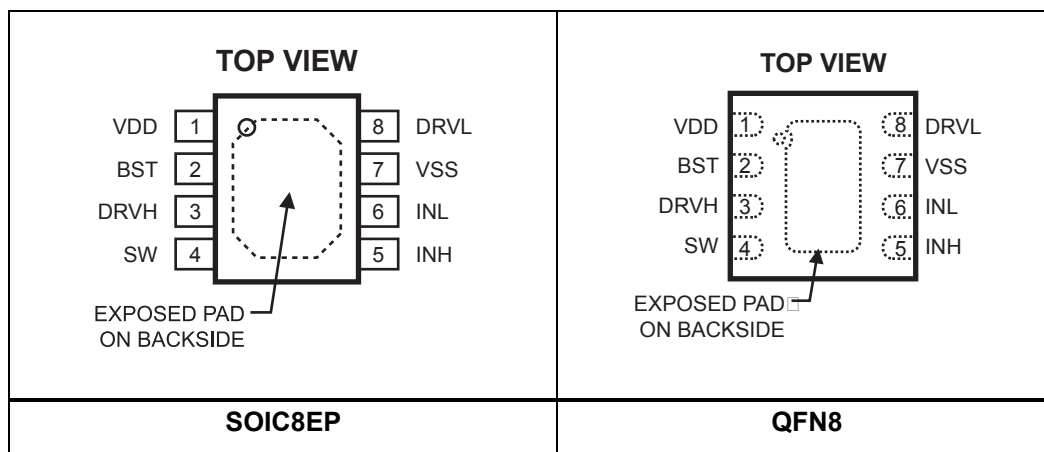 TOP VIEW
VDD 1 8 DRVL
BST 2 7 VSS
DRVH 3 6 INL
SW 4 5 INH
EXPOSED PAD
ON BACKSIDE
SOIC8EP
TOP VIEW
VDD 1 8 DRVL
BST 2 7 VSS
DRVH 3 6 INL
SW 4 5 INH
EXPOSED PAD□
ON BACKSIDE
QFN8